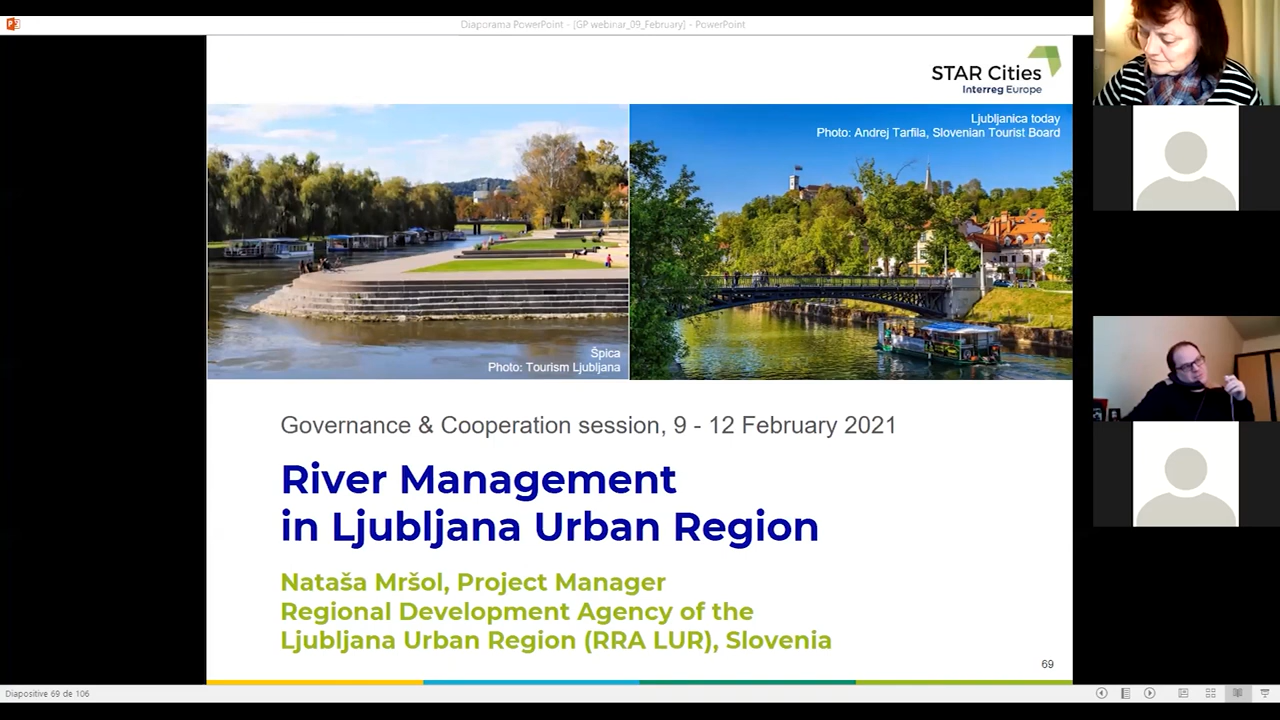 Diaporama PowerPoint - [GP webinar_09_February] - PowerPoint
STAR Cities
Interreg Europe
Ljubljanica today
Photo: Andrej Tarfila, Slovenian Tourist Board
Špica
Photo: Tourism Ljubljana
Governance & Cooperation session, 9 - 12 February 2021
River Management
in Ljubljana Urban Region
Nataša Mršol, Project Manager
Regional Development Agency of the
Ljubljana Urban Region (RRA LUR), Slovenia
69
Diapositive 69 de 106